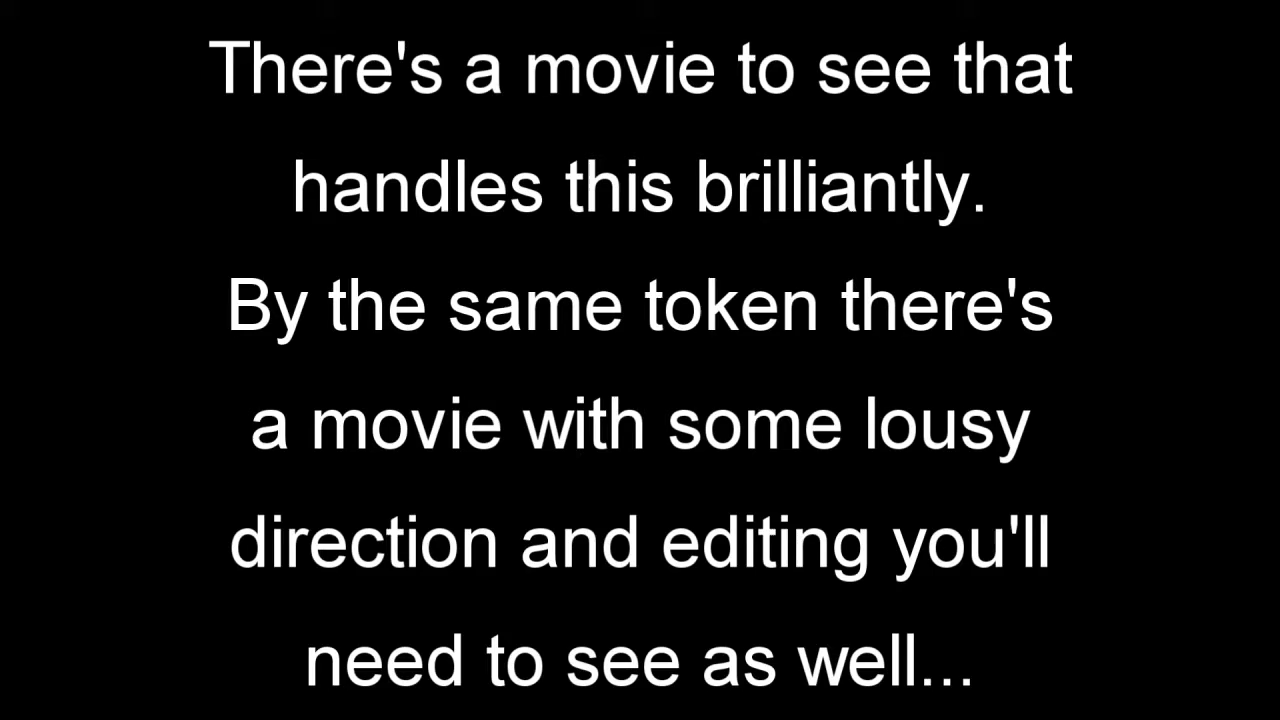 There's a movie to see that
handles this brilliantly.
By the same token there's
a movie with some lousy
direction and editing you'll
need to see as well...